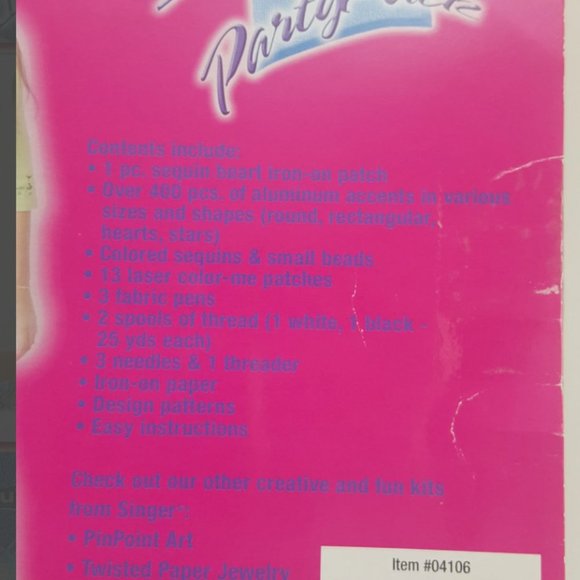 Party Pack
Contents include:
• 1 pc. sequin heart iron-on patch
• Over 400 pcs. of aluminum accents in various
sizes and shapes (round, rectangular,
hearts, stars)
• Colored sequins & small beads
• 13 laser color-me patches
• 3 fabric pens
• 2 spools of thread (1 white, 1 black -
25 yds each)
• 3 needles & 1 threader
• Iron-on paper
• Design patterns
• Easy instructions
Check out our other creative and fun kits
from Singer™:
• PinPoint Art
• Twisted Paper Jewelry
Item #04106